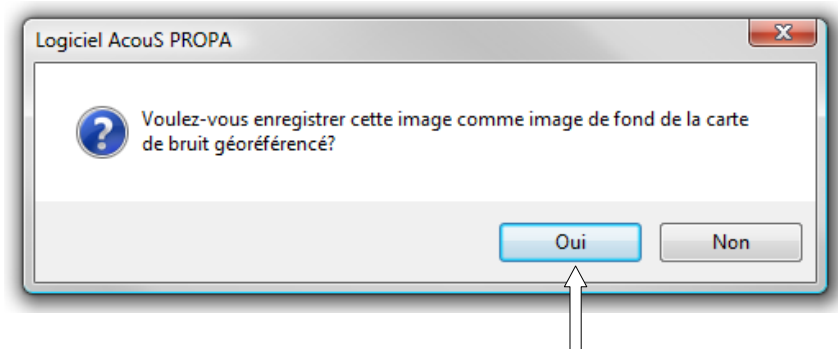 Logiciel AcouS PROPA
Voulez-vous enregistrer cette image comme image de fond de la carte
de bruit géoréférencé?
Oui
Non